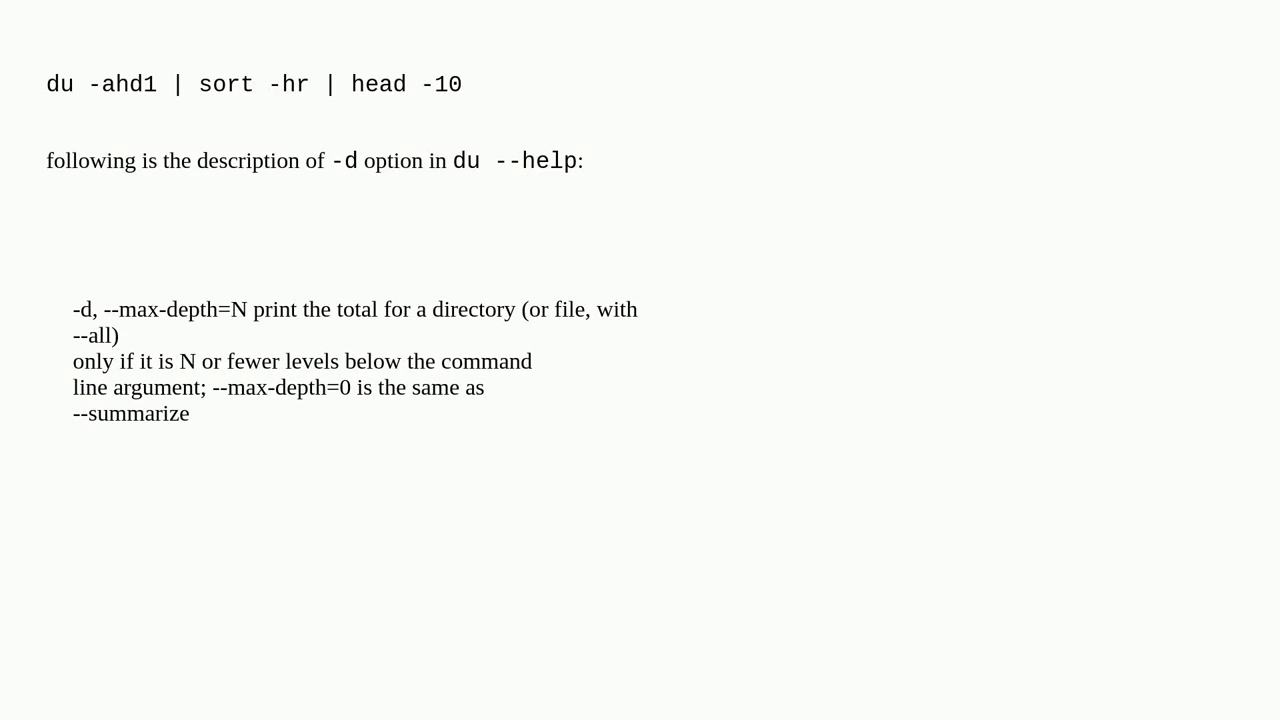 du -ahd1 | sort -hr | head -10
following is the description of -d option in du --help:
-d, --max-depth=N print the total for a directory (or file, with
--all)
only if it is N or fewer levels below the command
line argument; --max-depth=0 is the same as
--summarize